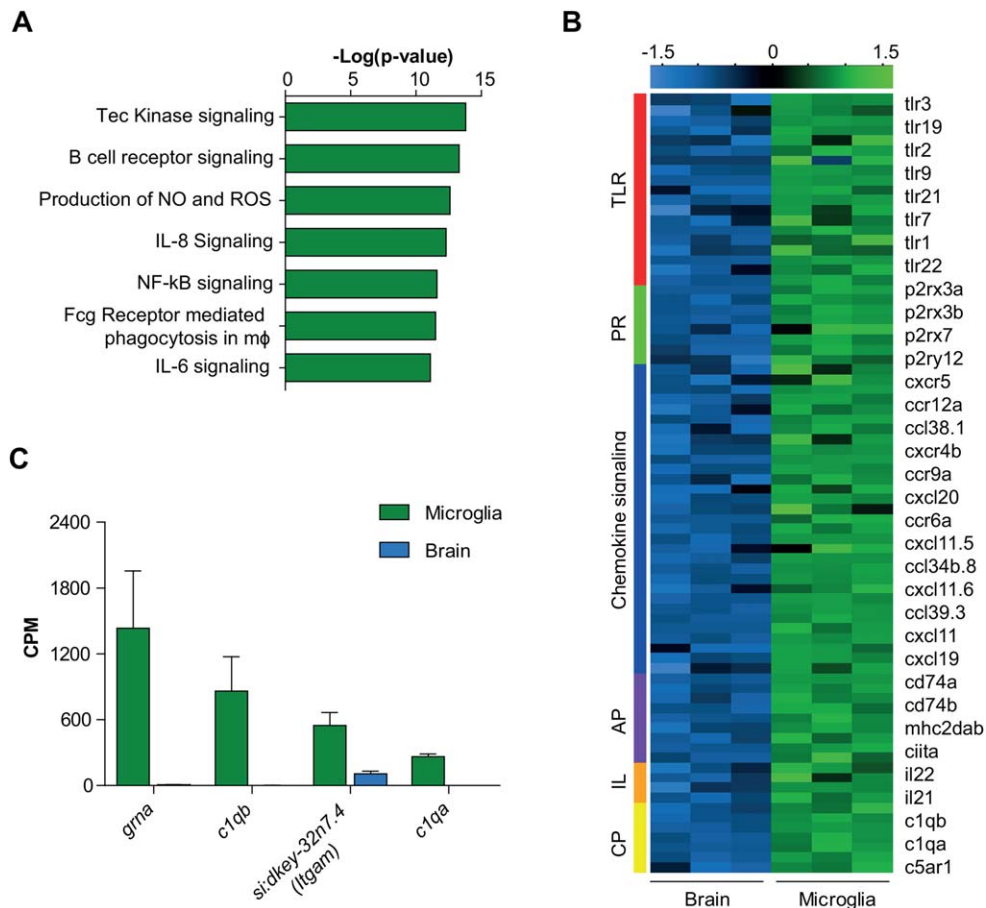 A
-Log(p-value)
0 5 10 15
Tec Kinase signaling
B cell receptor signaling
Production of NO and ROS
IL-8 Signaling
NF-kB signaling
Fcg Receptor mediated
phagocytosis in mϕ
IL-6 signaling
B
-1.5 0 1.5
TLR
PR
Chemokine signaling
AP
IL
CP
tlr3
tlr19
tlr2
tlr9
tlr21
tlr7
tlr1
tlr22
p2rx3a
p2rx3b
p2rx7
p2ry12
cxcr5
ccr12a
ccl38.1
cxcr4b
ccr9a
cxcl20
ccr6a
cxcl11.5
ccl34b.8
cxcl11.6
ccl39.3
cxcl11
cxcl19
cd74a
cd74b
mhc2dab
ciita
il22
il21
c1qb
c1qa
c5ar1
Brain Microglia
C
CPM
2400
1800
1200
600
0
Microglia
Brain
grna
c1qb
si:dkey-32n7.4
(Itgam)
c1qa